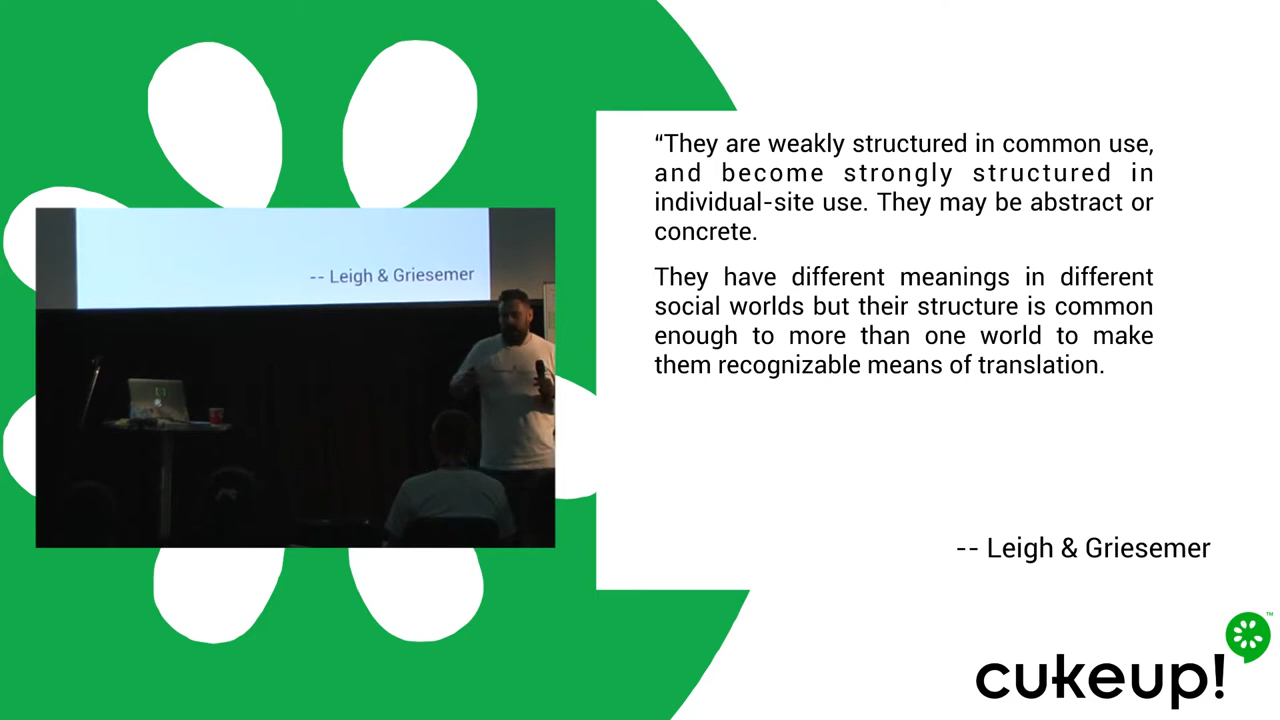 “They are weakly structured in common use,
and become strongly structured in
individual-site use. They may be abstract or
concrete.
They have different meanings in different
social worlds but their structure is common
enough to more than one world to make
them recognizable means of translation.
-- Leigh & Griesemer
-- Leigh & Griesemer
cukeup!
™